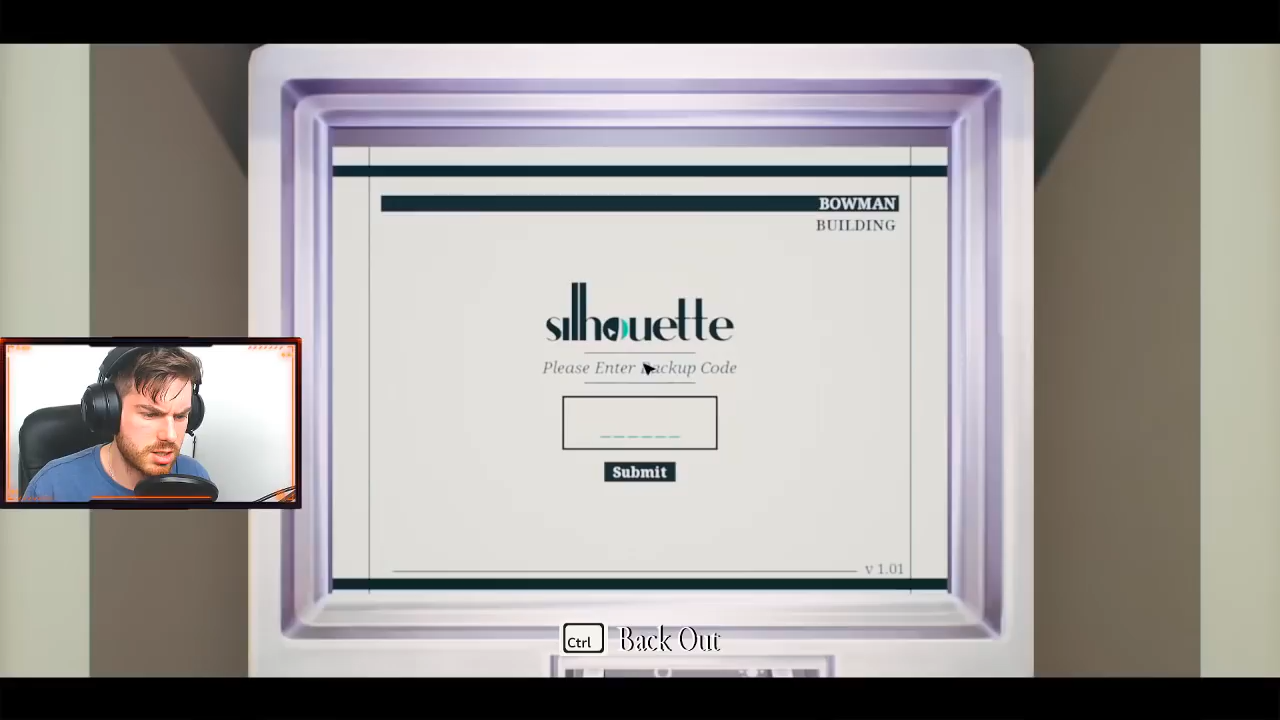 BOWMAN
BUILDING
silhouette
Please Enter Backup Code
Submit
v 1.01
Ctrl Back Out